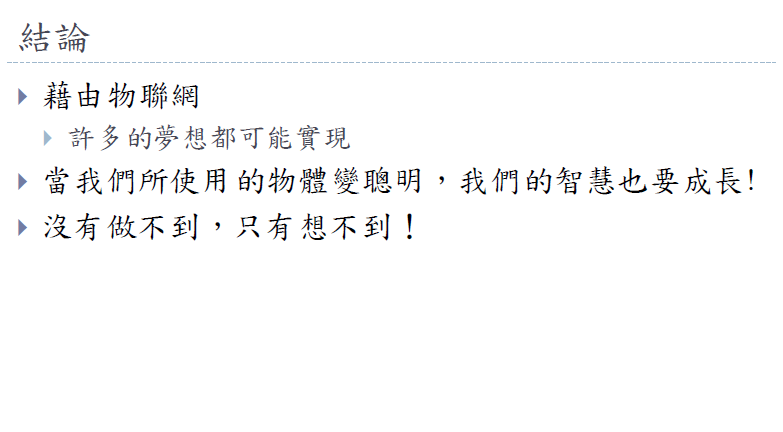 結論
藉由物聯網
許多的夢想都可能實現
當我們所使用的物體變聰明，我們的智慧也要成長!
沒有做不到，只有想不到！